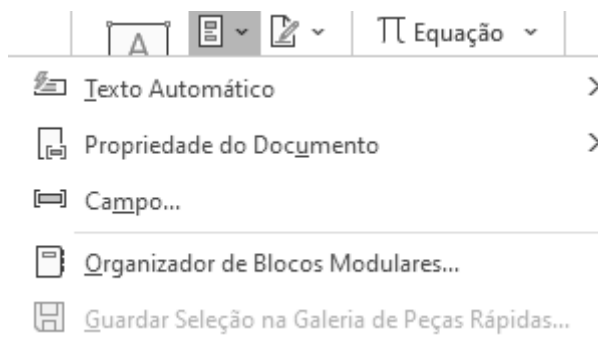 A
Equação
Texto Automático
Propriedade do Documento
Campo...
Organizador de Blocos Modulares...
Guardar Seleção na Galeria de Peças Rápidas...